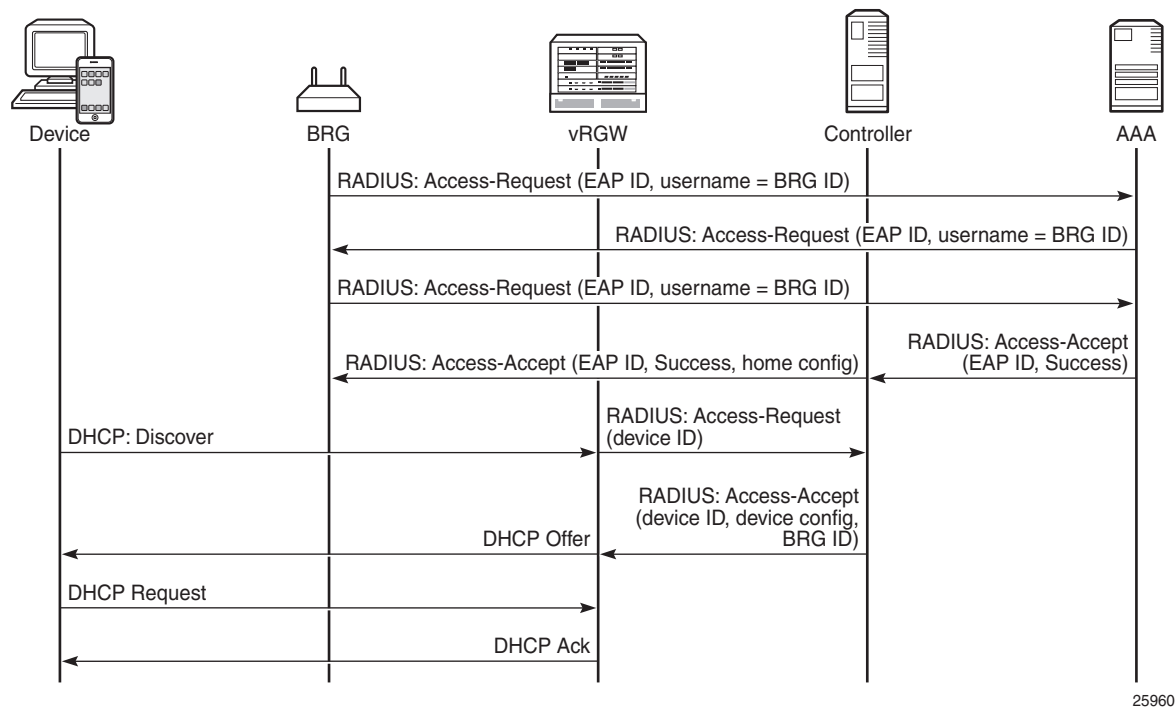 Device
BRG
vRGW
Controller
AAA
RADIUS: Access-Request (EAP ID, username = BRG ID)
RADIUS: Access-Request (EAP ID, username = BRG ID)
RADIUS: Access-Request (EAP ID, username = BRG ID)
RADIUS: Access-Accept
(EAP ID, Success)
RADIUS: Access-Accept (EAP ID, Success, home config)
DHCP: Discover
RADIUS: Access-Request
(device ID)
RADIUS: Access-Accept
(device ID, device config,
BRG ID)
DHCP Offer
DHCP Request
DHCP Ack
25960